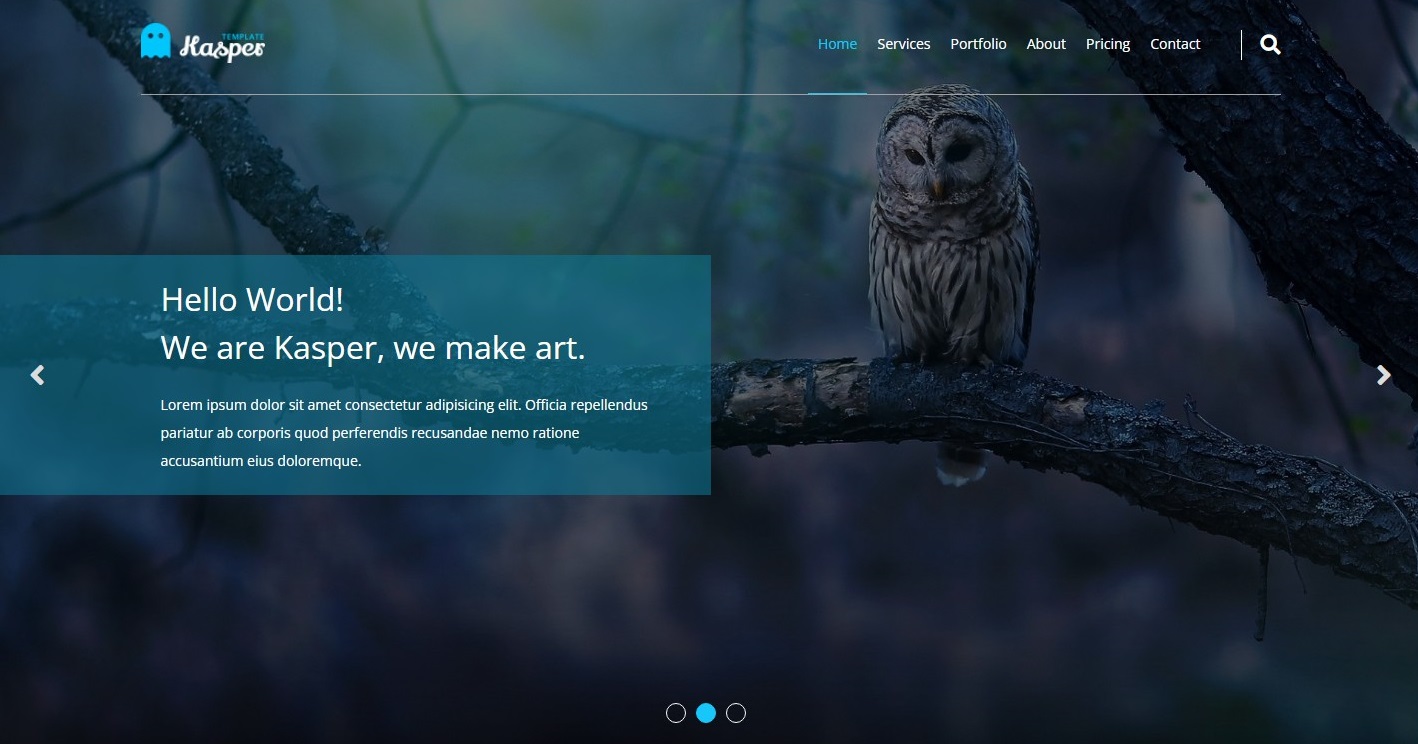 TEMPLATE
Kasper
Home Services Portfolio About Pricing Contact
Hello World!
We are Kasper, we make art.
Lorem ipsum dolor sit amet consectetur adipisicing elit. Officia repellendus
pariatur ab corporis quod perferendis recusandae nemo ratione
accusantium eius doloremque.